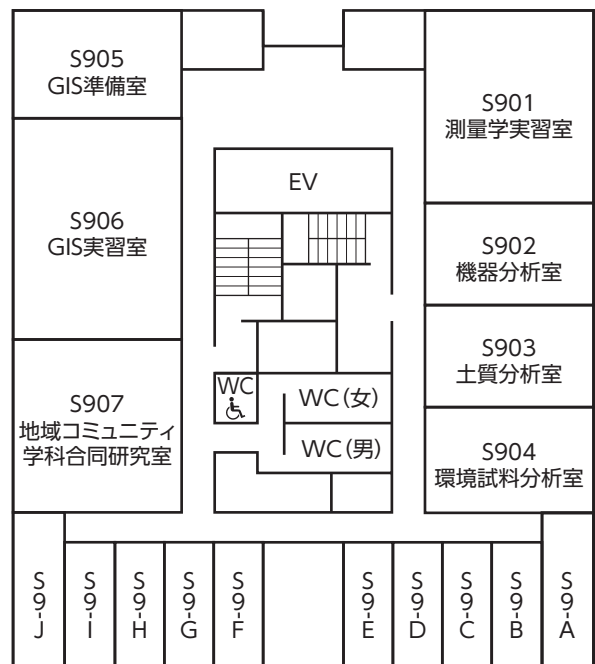 S905
GIS準備室
S901
測量学実習室
EV
S906
GIS実習室
S902
機器分析室
S903
土質分析室
WC
WC(女)
S907
地域コミュニティ
学科合同研究室
WC(男)
S904
環境試料分析室
S9-J
S9-I
S9-H
S9-G
S9-F
S9-E
S9-D
S9-C
S9-B
S9-A